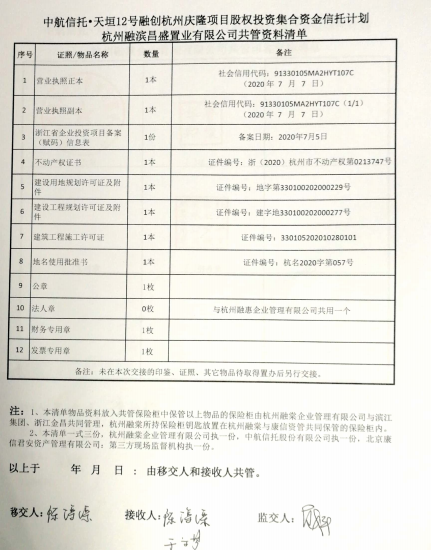 中航信托·天垣12号融创杭州庆隆项目股权投资集合资金信托计划
杭州融滨昌盛置业有限公司共管资料清单
序号 证照/物品名称 数量 备注
1 营业执照正本 1本 社会信用代码：91330105MA2HYT107C
（2020 年 7 月 7 日）
2 营业执照副本 1本 社会信用代码：91330105MA2HYT107C（1/1）
（2020 年 7 月 7 日）
3 浙江省企业投资项目备案（赋码）信息表 1份 备案日期：2020年7月5日
4 不动产权证书 1本 证件编号：浙（2020）杭州市不动产权第0213747号
5 建设用地规划许可证及附件 1本 证件编号：地字第330100202000229号
6 建设工程规划许可证及附件 1本 证件编号：建字地330100202000277号
7 建筑工程施工许可证 1本 证件编号：330105202010280101
8 地名使用批准书 1本 证件编号：杭名2020字第057号
9 公章 1枚
10 法人章 0枚 与杭州融惠企业管理有限公司共用一个
11 财务专用章 1枚
12 发票专用章 1枚
备注：未在本次交接的印鉴、证照、其它物品待取得置办后另行交接。
注：1、本清单物品资料放入共管保险柜中保管以上物品的保险柜由杭州融棠企业管理有限公司与滨江
集团、浙江金昌共同管理，杭州融棠所持保险柜钥匙放置在杭州融棠与康信资管共同保管的保险柜内。
2、本清单一式三份，杭州融棠企业管理有限公司执一份，中航信托股份有限公司执一份，北京康
信君安资产管理有限公司：第三方现场监督机构执一份。
以上于 年 月 日：由移交人和接收人共管。
移交人： 接收人： 监交人：